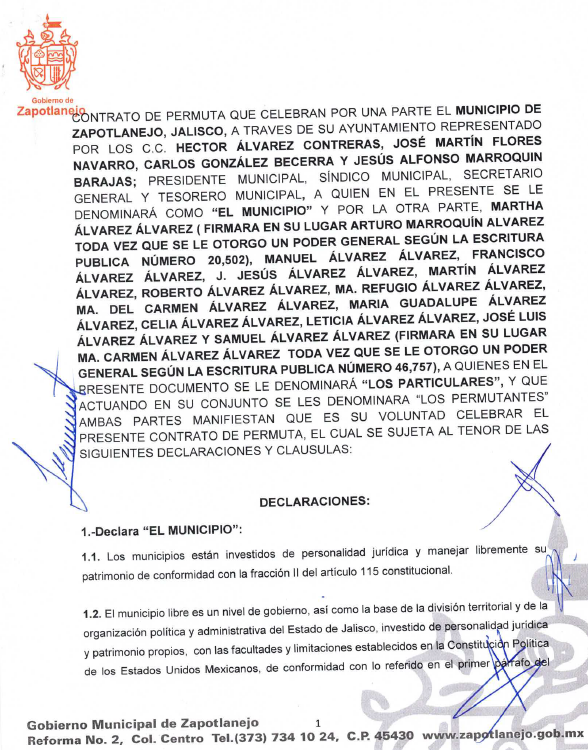 Gobierno de
Zapotlanejo
CONTRATO DE PERMUTA QUE CELEBRAN POR UNA PARTE EL MUNICIPIO DE
ZAPOTLANEJO, JALISCO, A TRAVES DE SU AYUNTAMIENTO REPRESENTADO
POR LOS C.C. HECTOR ÁLVAREZ CONTRERAS, JOSÉ MARTÍN FLORES
NAVARRO, CARLOS GONZÁLEZ BECERRA Y JESÚS ALFONSO MARROQUIN
BARAJAS; PRESIDENTE MUNICIPAL, SÍNDICO MUNICIPAL, SECRETARIO
GENERAL Y TESORERO MUNICIPAL, A QUIEN EN EL PRESENTE SE LE
DENOMINARÁ COMO "EL MUNICIPIO" Y POR LA OTRA PARTE, MARTHA
ÁLVAREZ ÁLVAREZ ( FIRMARA EN SU LUGAR ARTURO MARROQUÍN ALVAREZ
TODA VEZ QUE SE LE OTORGO UN PODER GENERAL SEGÚN LA ESCRITURA
PUBLICA NÚMERO 20,502), MANUEL ÁLVAREZ ÁLVAREZ, FRANCISCO
ÁLVAREZ ÁLVAREZ, J. JESÚS ÁLVAREZ ÁLVAREZ, MARTÍN ÁLVAREZ
ÁLVAREZ, ROBERTO ÁLVAREZ ÁLVAREZ, MA. REFUGIO ÁLVAREZ ÁLVAREZ,
MA. DEL CARMEN ÁLVAREZ ÁLVAREZ, MARIA GUADALUPE ÁLVAREZ
ÁLVAREZ, CELIA ÁLVAREZ ÁLVAREZ, LETICIA ÁLVAREZ ÁLVAREZ, JOSÉ LUIS
ÁLVAREZ ÁLVAREZ Y SAMUEL ÁLVAREZ ÁLVAREZ (FIRMARA EN SU LUGAR
MA. CARMEN ÁLVAREZ ÁLVAREZ TODA VEZ QUE SE LE OTORGO UN PODER
GENERAL SEGÚN LA ESCRITURA PUBLICA NÚMERO 46,757), A QUIENES EN EL
PRESENTE DOCUMENTO SE LE DENOMINARÁ "LOS PARTICULARES", Y QUE
ACTUANDO EN SU CONJUNTO SE LES DENOMINARA "LOS PERMUTANTES"
AMBAS PARTES MANIFIESTAN QUE ES SU VOLUNTAD CELEBRAR EL
PRESENTE CONTRATO DE PERMUTA, EL CUAL SE SUJETA AL TENOR DE LAS
SIGUIENTES DECLARACIONES Y CLAUSULAS:
DECLARACIONES:
1.-Declara "EL MUNICIPIO":
1.1. Los municipios están investidos de personalidad jurídica y manejar libremente su
patrimonio de conformidad con la fracción II del articulo 115 constitucional.
1.2. El municipio libre es un nivel de gobierno, así como la base de la división territorial y de la
organización política y administrativa del Estado de Jalisco, investido de personalidad jurídica
y patrimonio propios, con las facultades y limitaciones establecidos en la Constitución Política
de los Estados Unidos Mexicanos, de conformidad con lo referido en el primer párrafo del
Gobierno Municipal de Zapotlanejo 1
Reforma No. 2, Col. Centro Tel.(373) 734 10 24, C.P. 45430 www.zapotlanejo.gob.mx